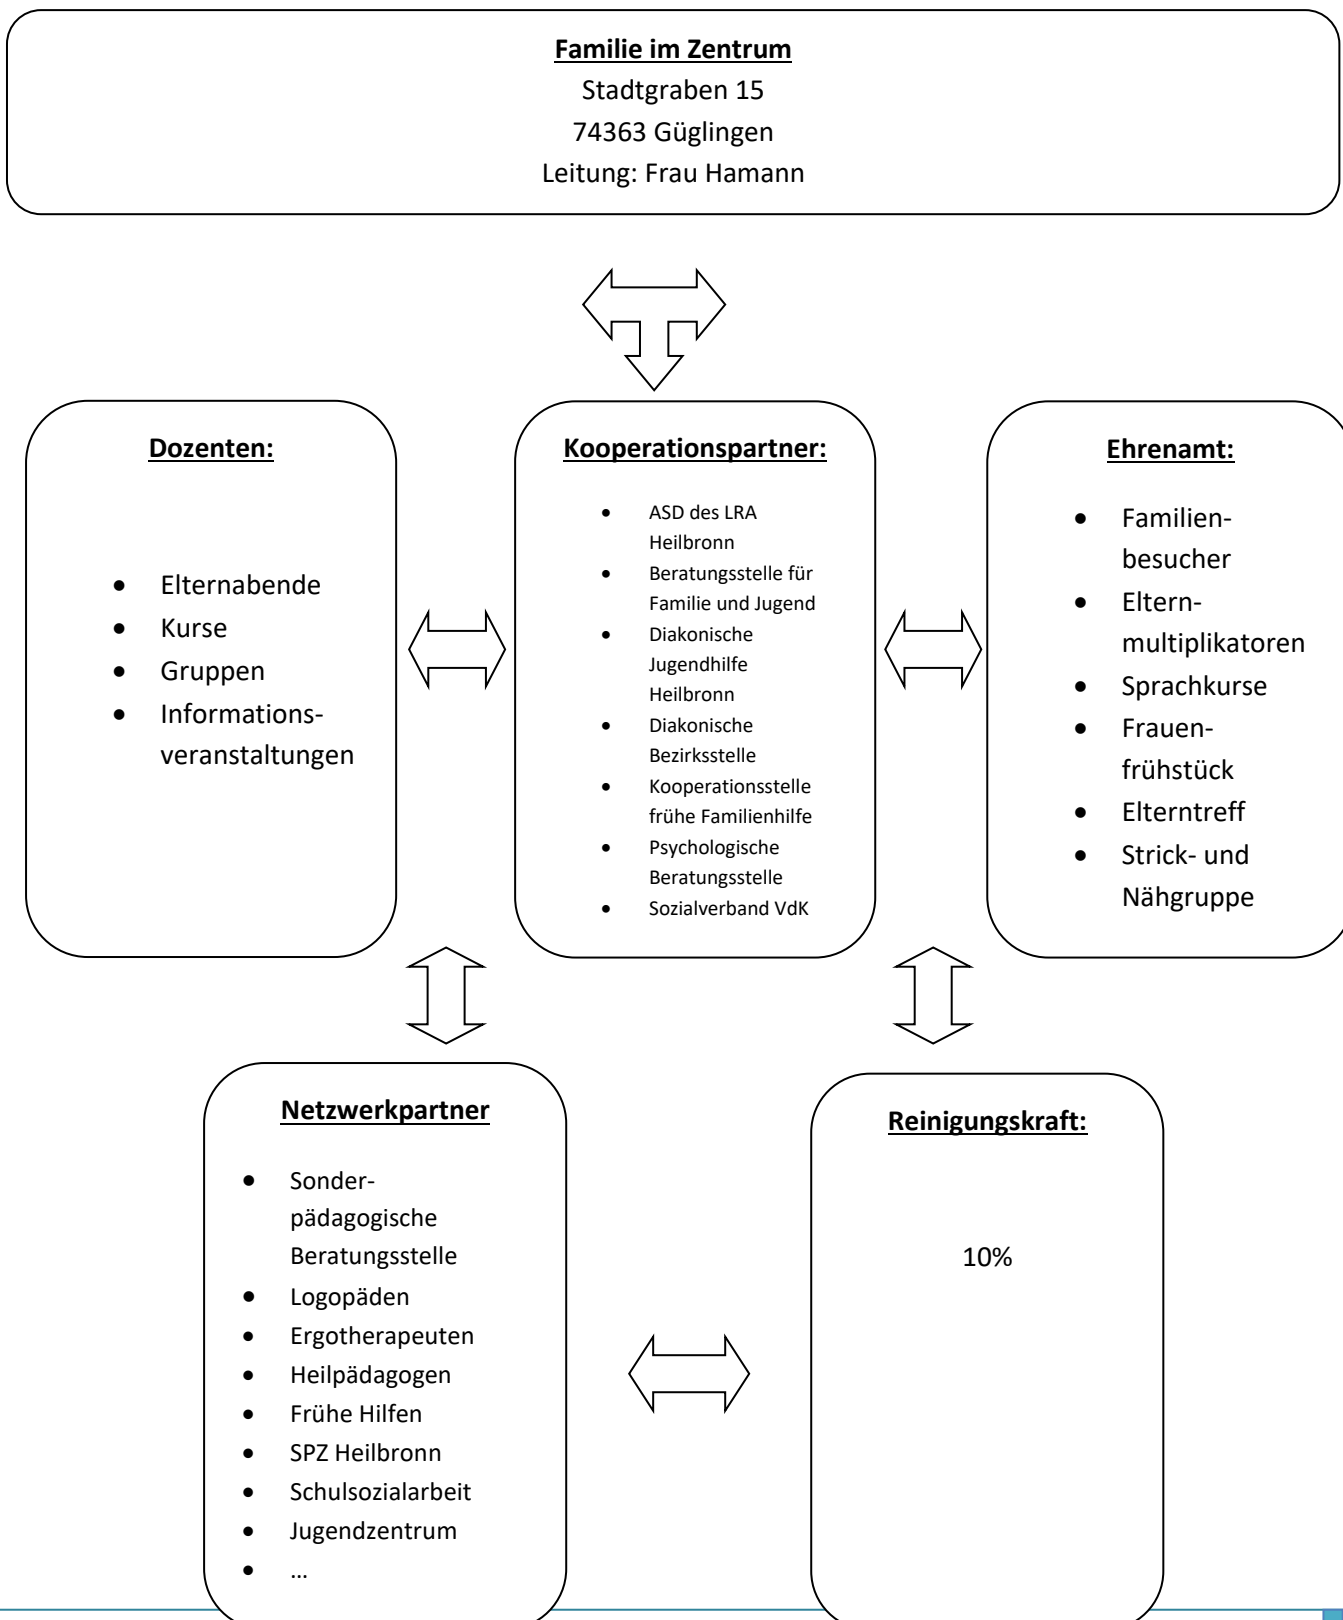 Familie im Zentrum
Stadtgraben 15
74363 Güglingen
Leitung: Frau Hamann
Dozenten:
• Elternabende
• Kurse
• Gruppen
• Informations-
veranstaltungen
Kooperationspartner:
• ASD des LRA
Heilbronn
• Beratungsstelle für
Familie und Jugend
• Diakonische
Jugendhilfe
Heilbronn
• Diakonische
Bezirksstelle
• Kooperationsstelle
frühe Familienhilfe
• Psychologische
Beratungsstelle
• Sozialverband VdK
Ehrenamt:
• Familien-
besucher
• Eltern-
multiplikatoren
• Sprachkurse
• Frauen-
frühstück
• Elterntreff
• Strick- und
Nähgruppe
Netzwerkpartner
• Sonder-
pädagogische
Beratungsstelle
• Logopäden
• Ergotherapeuten
• Heilpädagogen
• Frühe Hilfen
• SPZ Heilbronn
• Schulsozialarbeit
• Jugendzentrum
• ...
Reinigungskraft:
10%